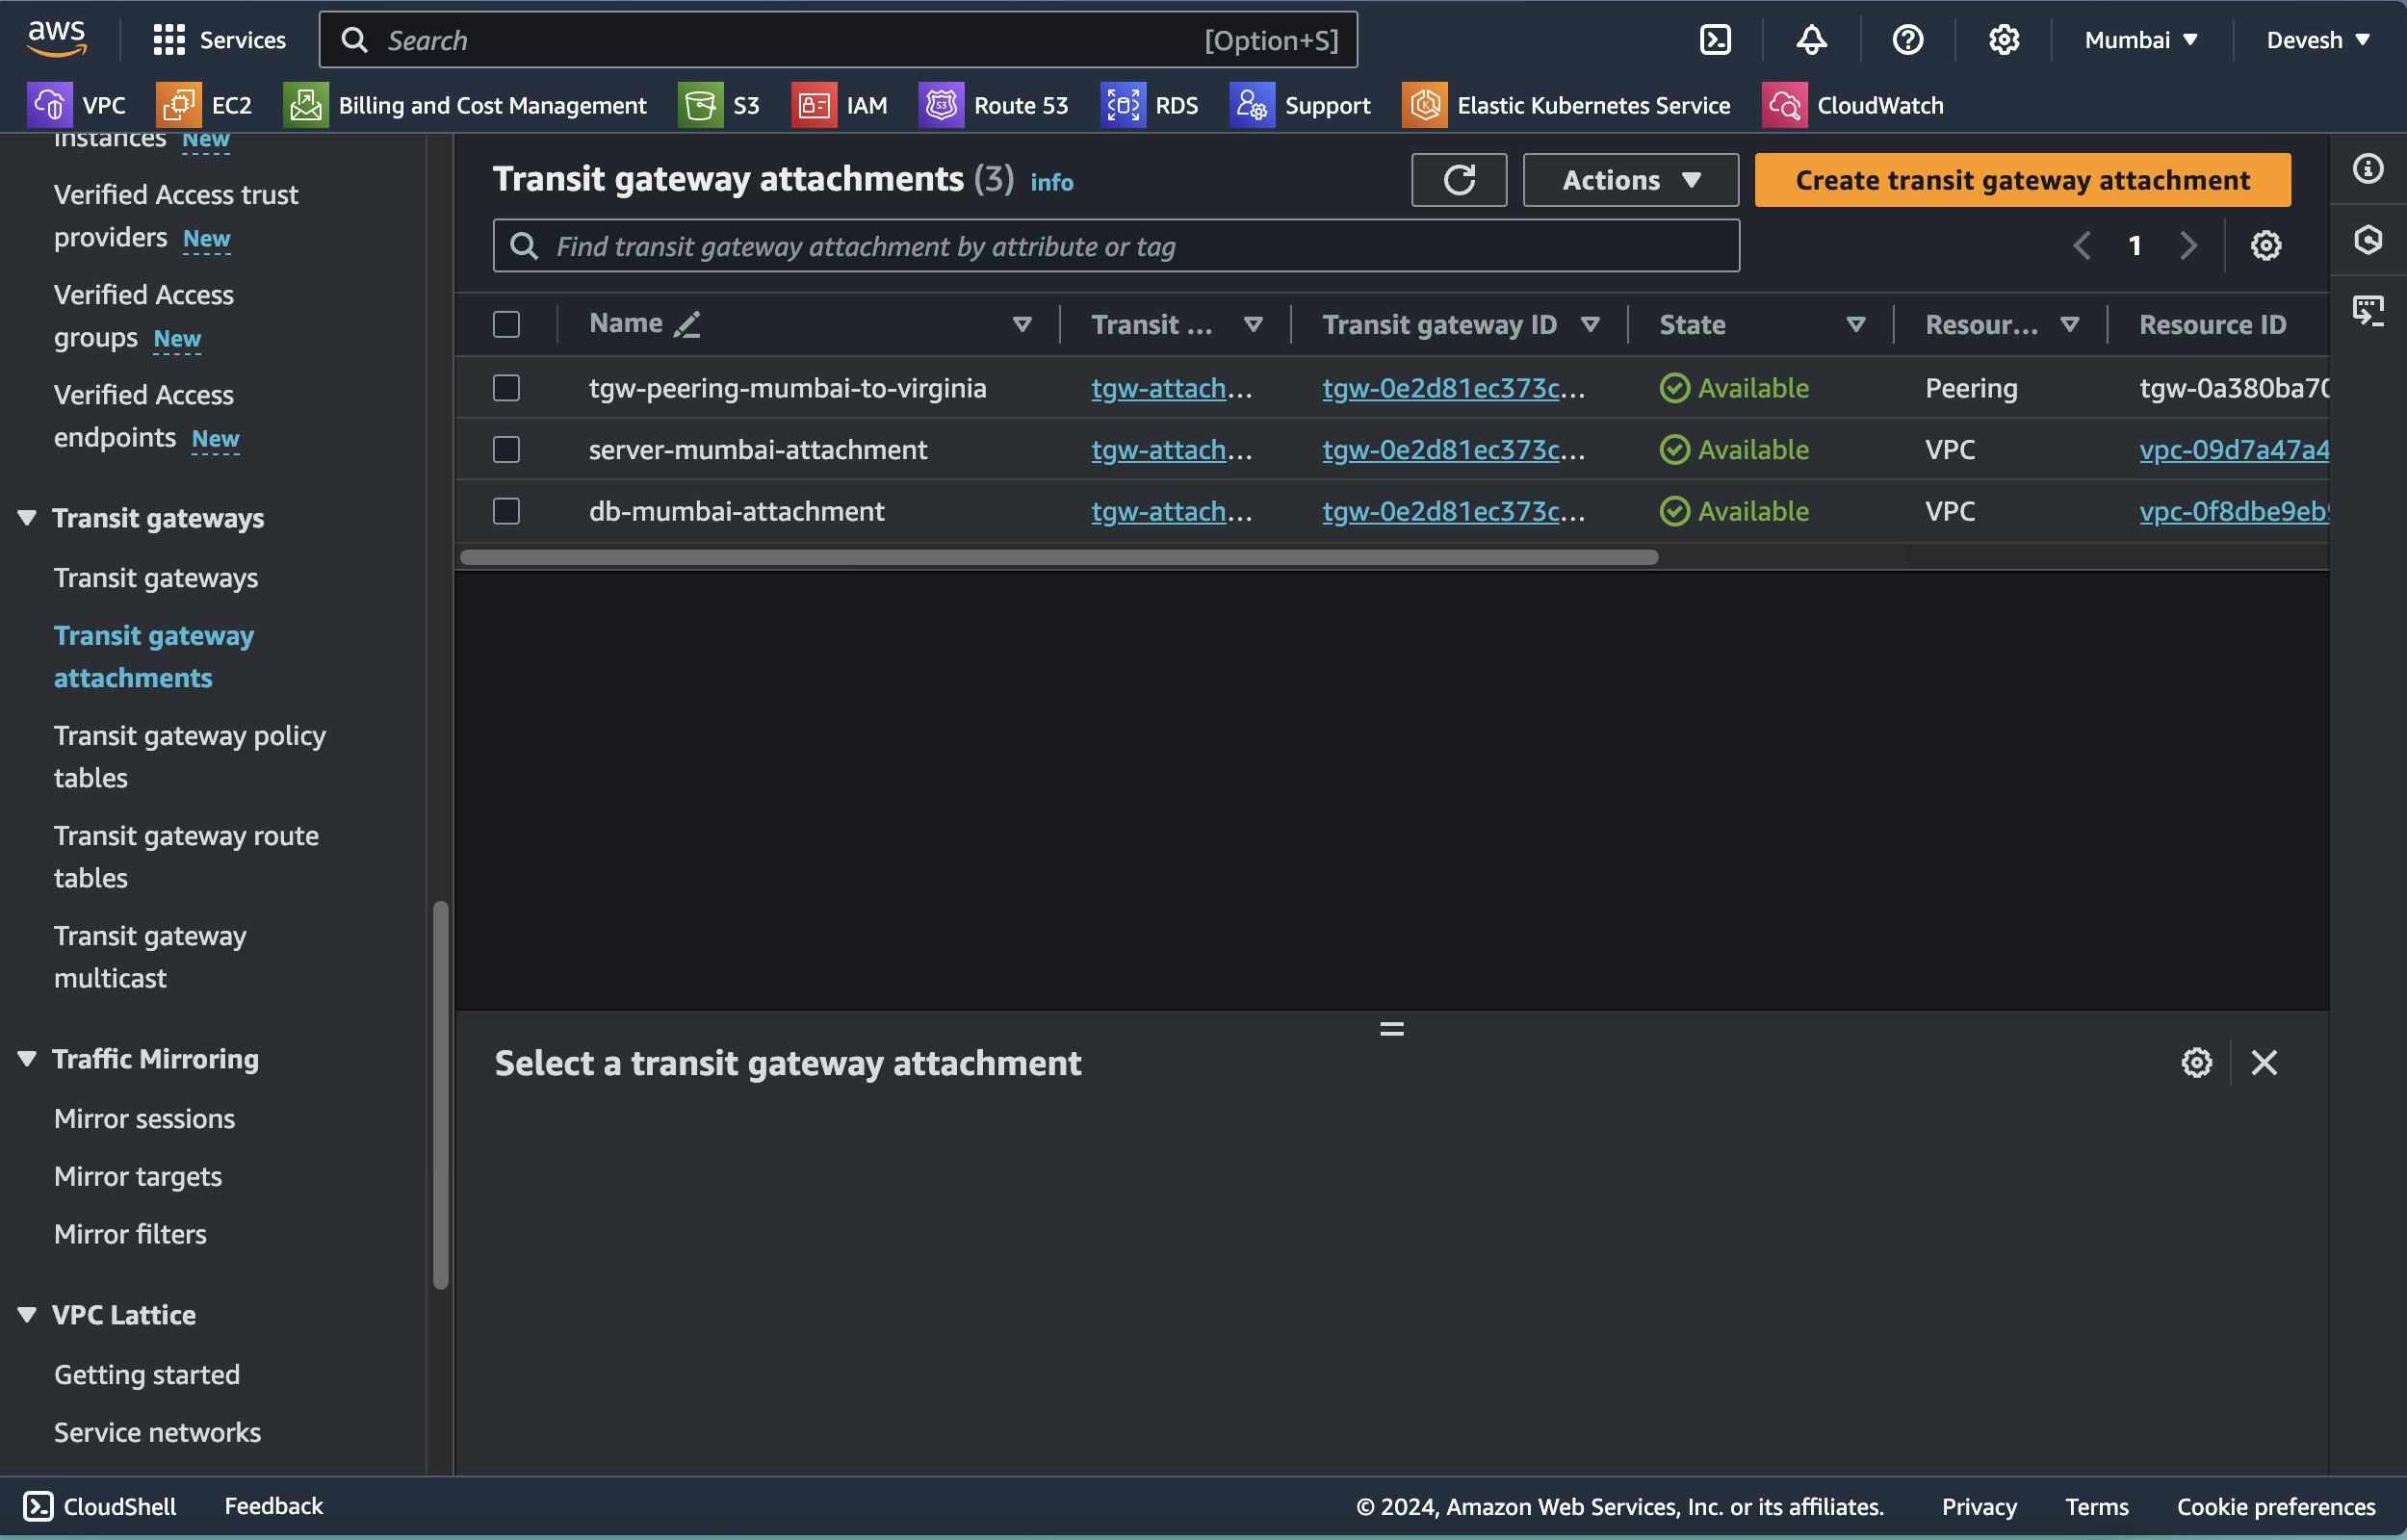 aws Services Search [Option+S] Mumbai Devesh
VPC EC2 Billing and Cost Management S3 IAM Route 53 RDS Support Elastic Kubernetes Service CloudWatch
Instances New
Verified Access trust
providers New
Verified Access
groups New
Verified Access
endpoints New
Transit gateways
Transit gateways
Transit gateway
attachments
Transit gateway policy
tables
Transit gateway route
tables
Transit gateway
multicast
Traffic Mirroring
Mirror sessions
Mirror targets
Mirror filters
VPC Lattice
Getting started
Service networks
Transit gateway attachments (3) info Actions Create transit gateway attachment
Find transit gateway attachment by attribute or tag 1
Name Transit ... Transit gateway ID State Resour... Resource ID
tgw-peering-mumbai-to-virginia tgw-attach... tgw-0e2d81ec373c... Available Peering tgw-0a380ba70
server-mumbai-attachment tgw-attach... tgw-0e2d81ec373c... Available VPC vpc-09d7a47a4
db-mumbai-attachment tgw-attach... tgw-0e2d81ec373c... Available VPC vpc-0f8dbe9eb9
Select a transit gateway attachment
CloudShell Feedback © 2024, Amazon Web Services, Inc. or its affiliates. Privacy Terms Cookie preferences